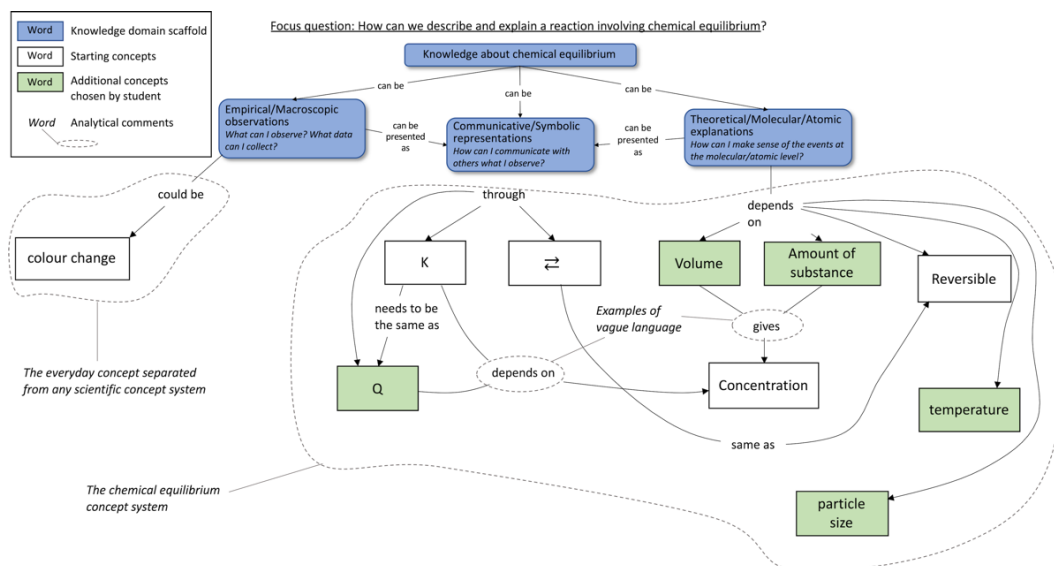 Focus question: How can we describe and explain a reaction involving chemical equilibrium?
Word
Knowledge domain scaffold
Word
Starting concepts
Word
Additional concepts
chosen by student
Word
Analytical comments
Knowledge about chemical equilibrium
can be
can be
can be
Empirical/Macroscopic
observations
What can I observe? What data
can I collect?
can be
presented
as
Communicative/Symbolic
representations
How can I communicate with
others what I observe?
can be
presented
as
Theoretical/Molecular/Atomic
explanations
How can I make sense of the events at
the molecular/atomic level?
could be
through
depends
on
colour change
K
⇄
Volume
Amount of
substance
Reversible
needs to be
the same as
Examples of
vague language
gives
The everyday concept separated
from any scientific concept system
Q
depends on
Concentration
temperature
same as
The chemical equilibrium
concept system
particle
size